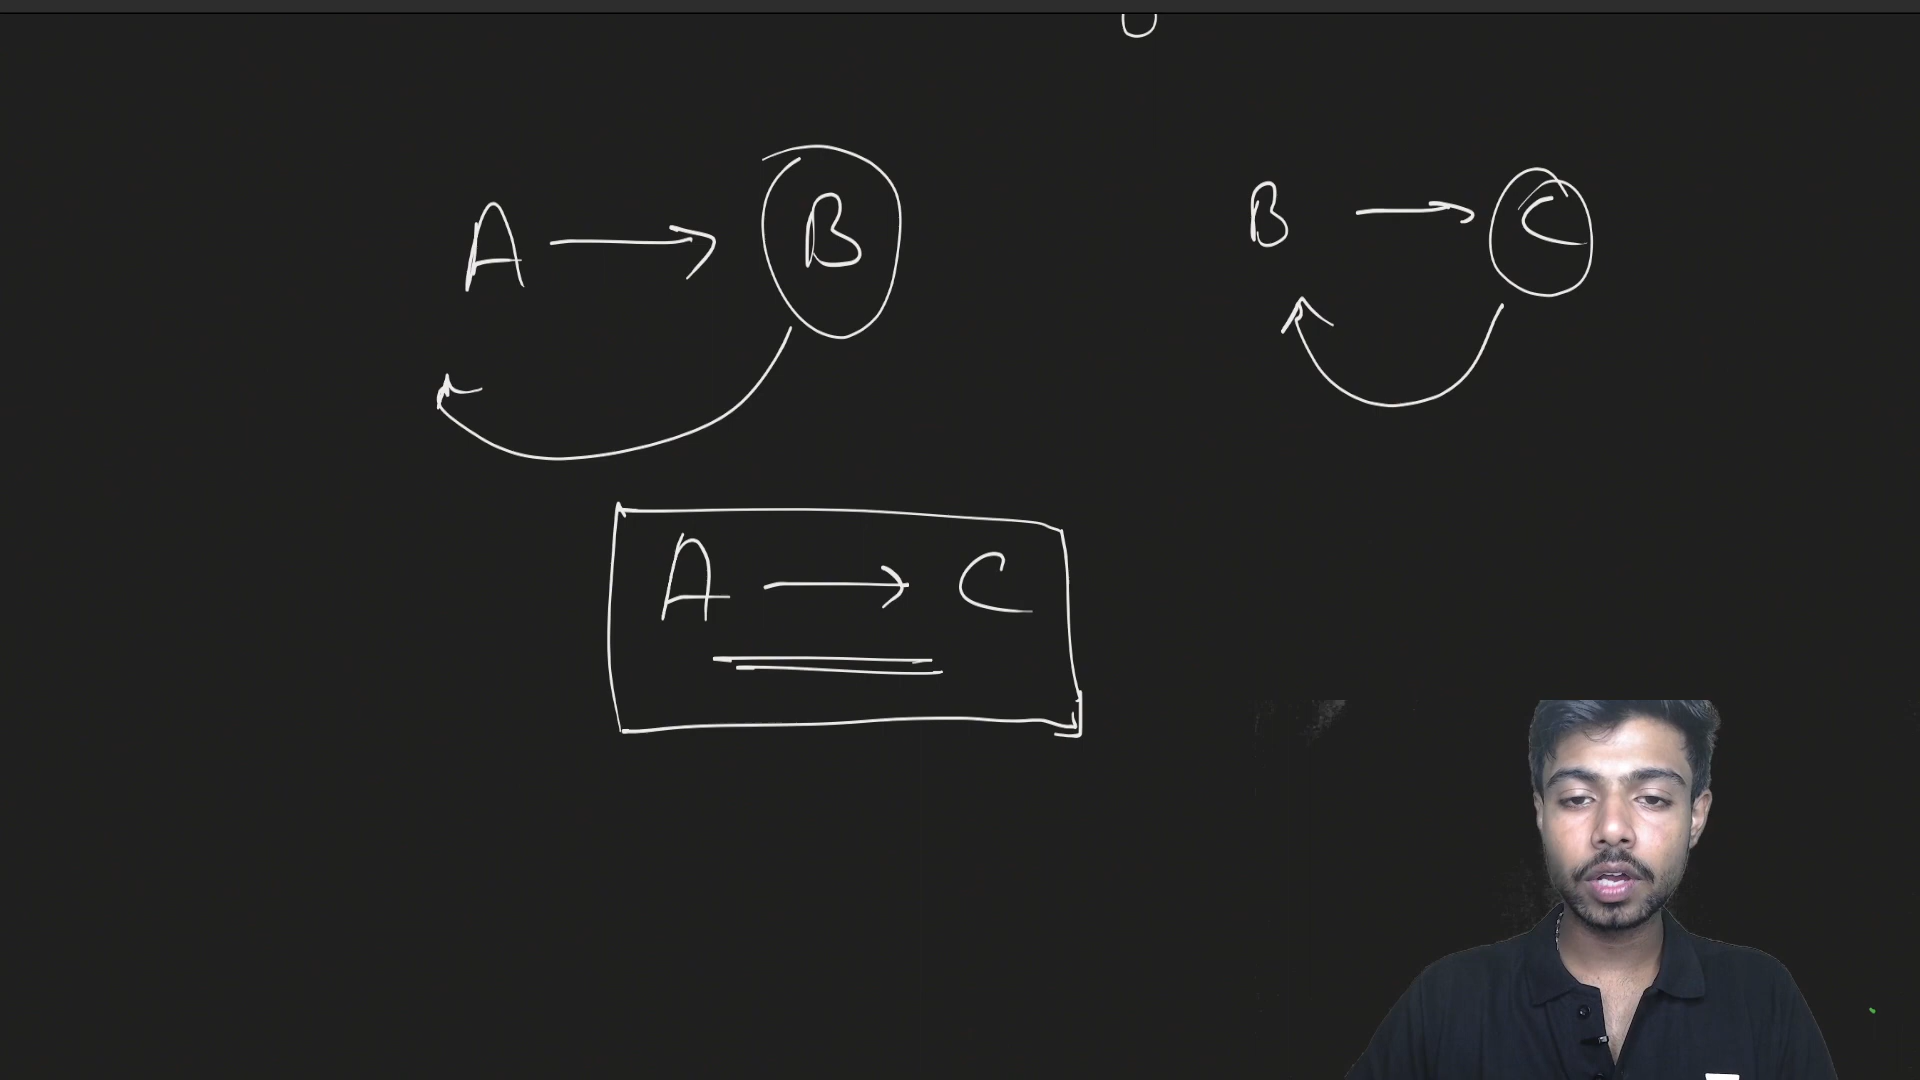 A → B
B → C
A → C